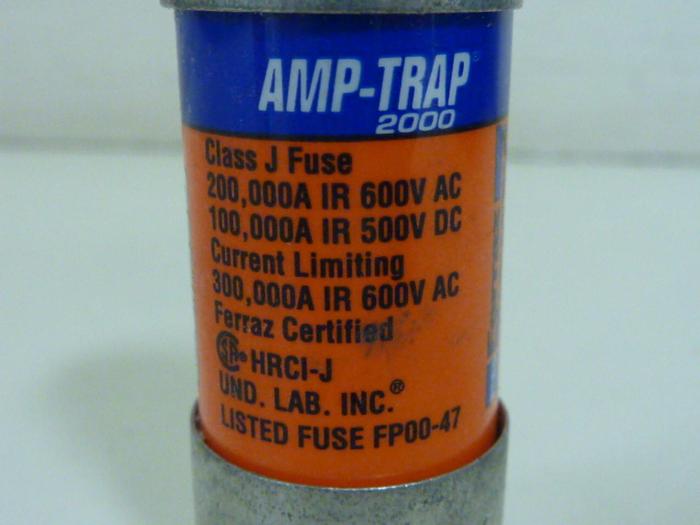 AMP-TRAP
2000
Class J Fuse
200,000A IR 600V AC
100,000A IR 500V DC
Current Limiting
300,000A IR 600V AC
Ferraz Certified
HRCI-J
UND. LAB. INC.®
LISTED FUSE FP00-47